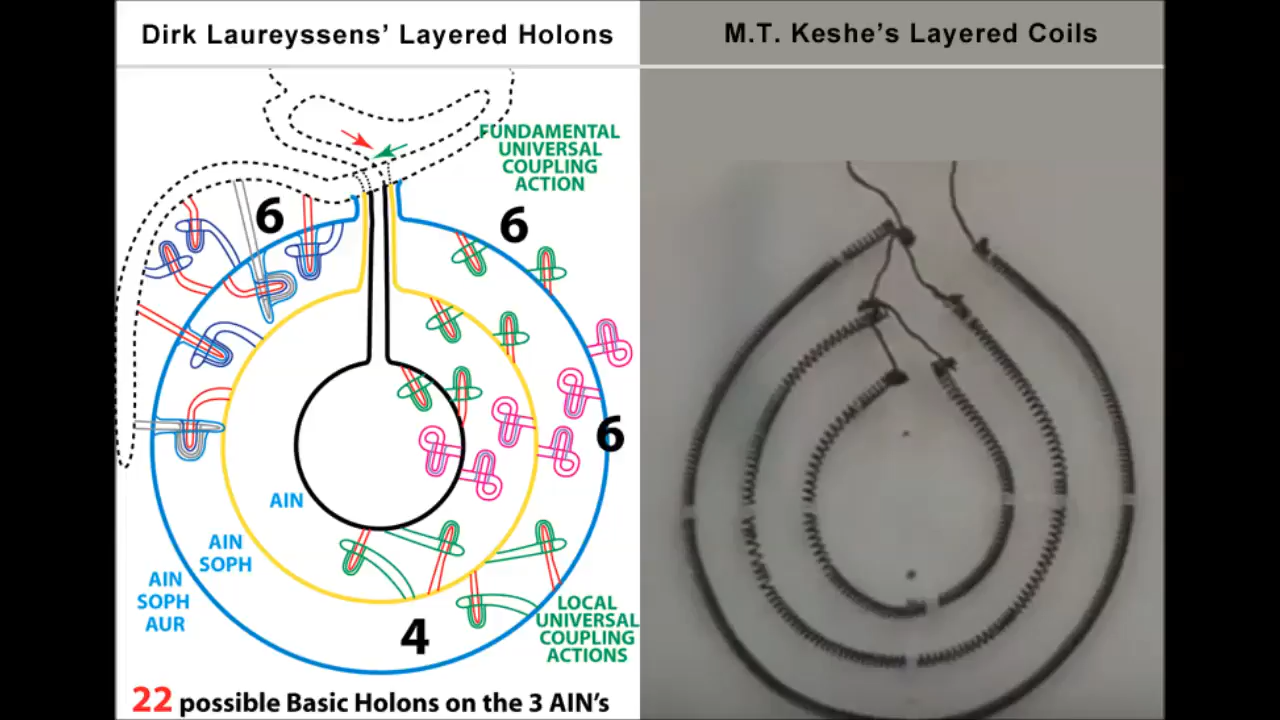 Dirk Laureyssens’ Layered Holons
M.T. Keshe’s Layered Coils
FUNDAMENTAL
UNIVERSAL
COUPLING
ACTION
6
6
6
AIN
AIN
SOPH
AIN
SOPH
AUR
4
LOCAL
UNIVERSAL
COUPLING
ACTIONS
22 possible Basic Holons on the 3 AIN’s